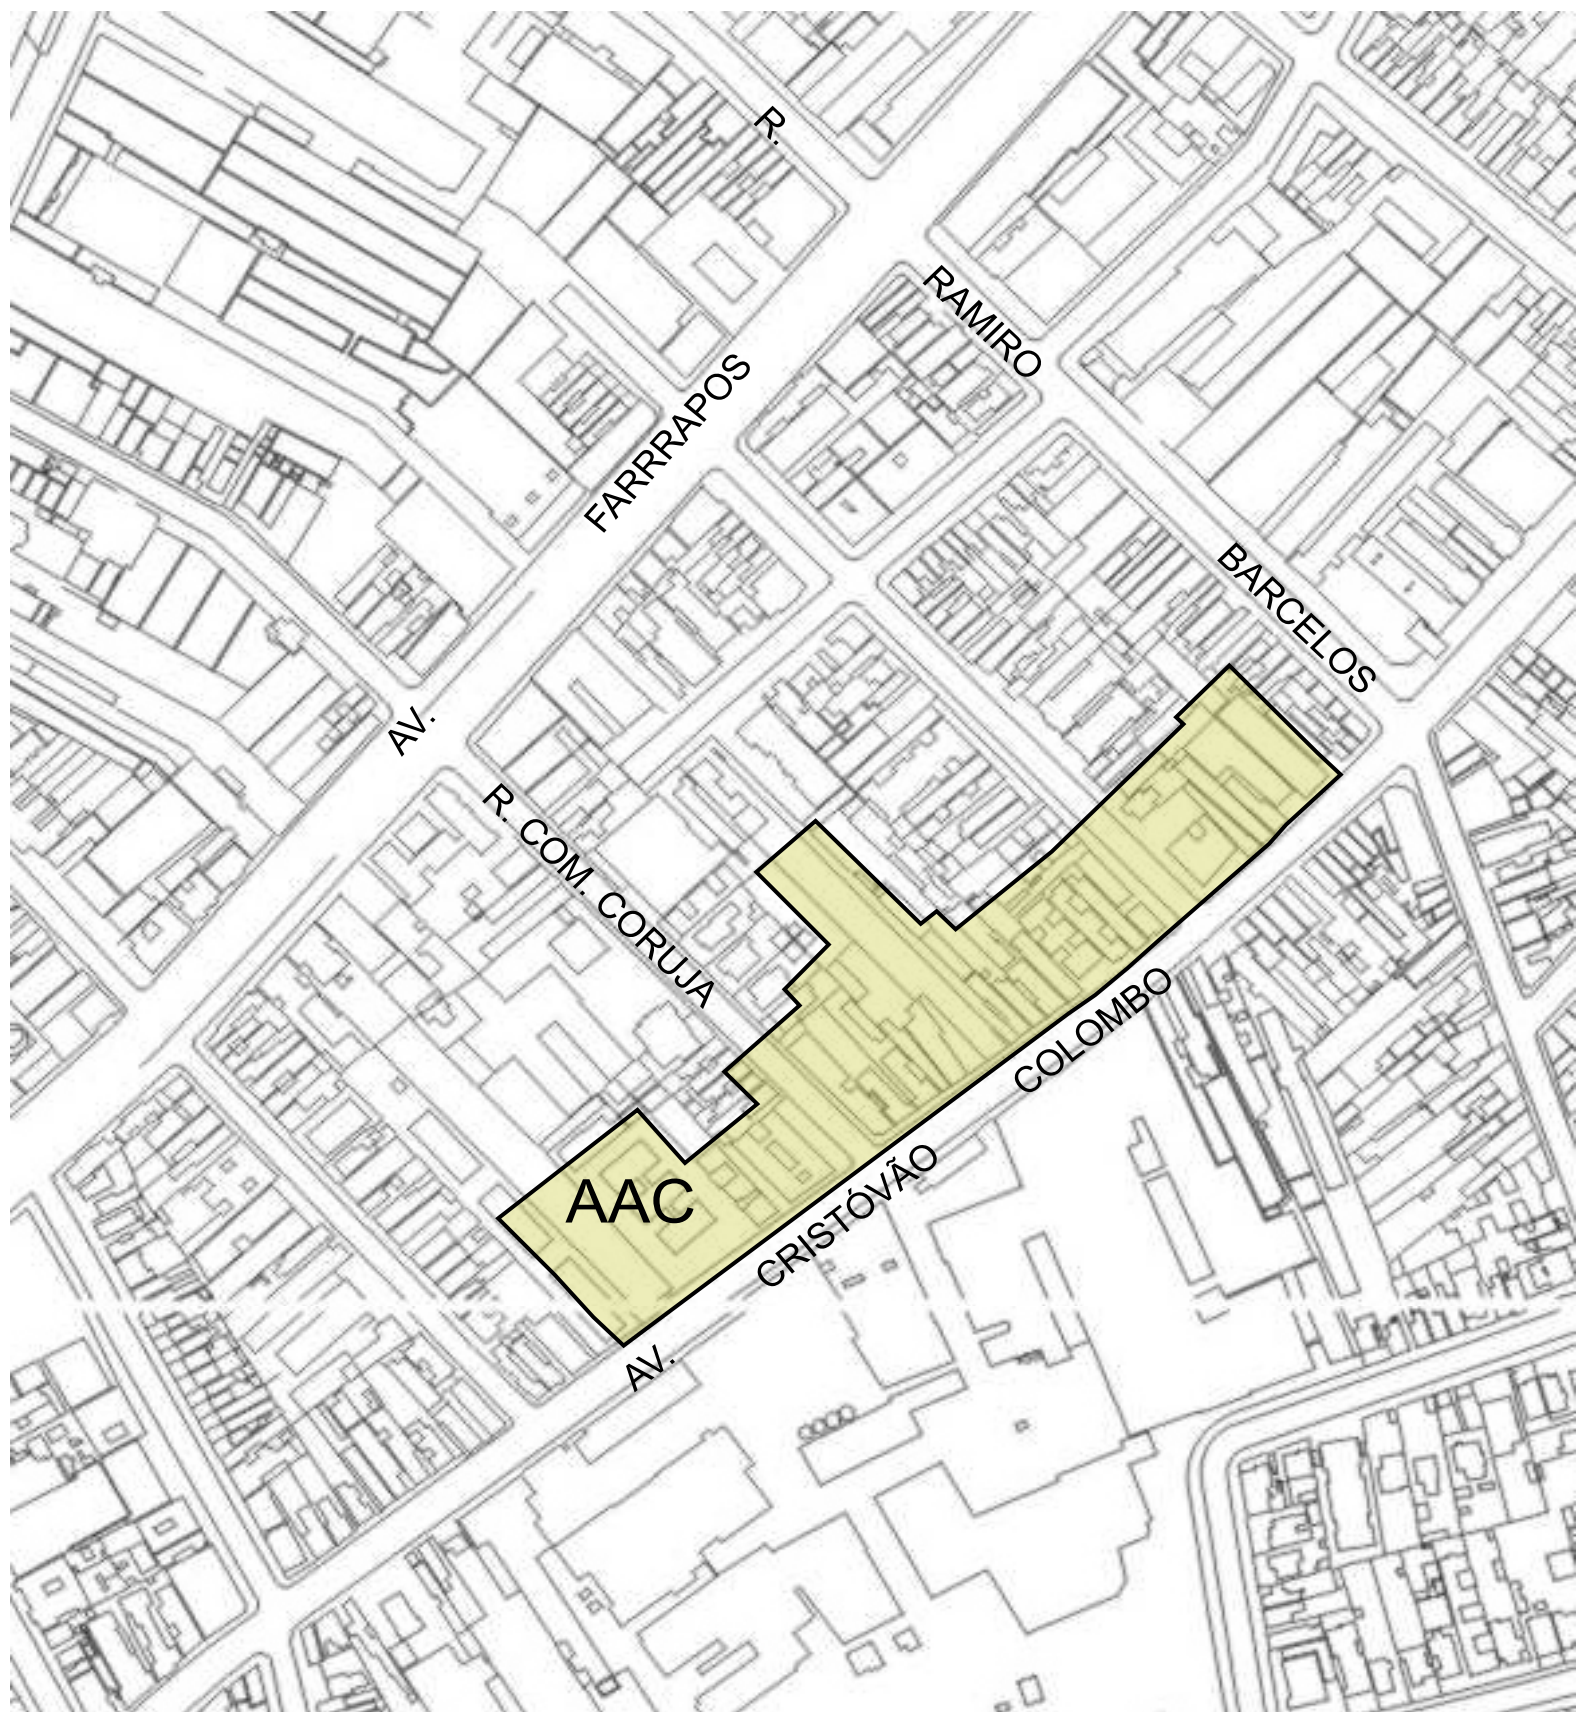 R. RAMIRO BARCELOS
AV. FARRRAPOS
R. COM. CORUJA
AAC
AV. CRISTÓVÃO COLOMBO